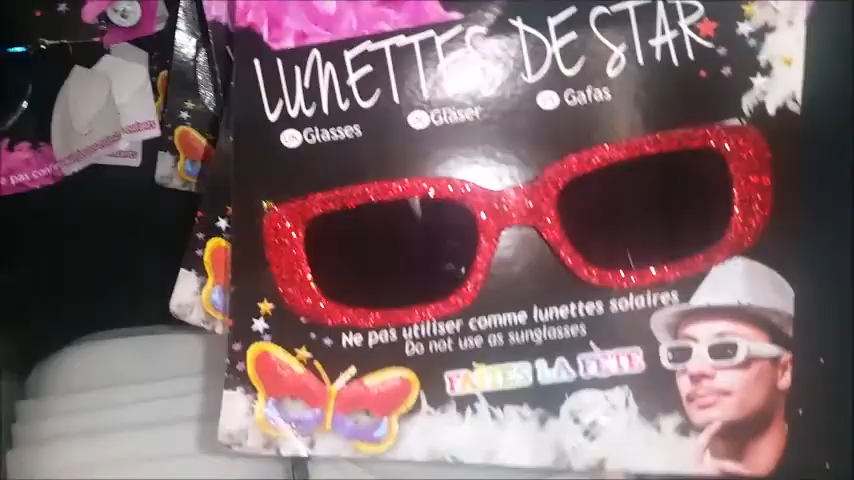 LUNETTES DE STAR
Glasses Gläser Gafas
Ne pas utiliser comme lunettes solaires
Do not use as sunglasses
FAITES LA FÊTE